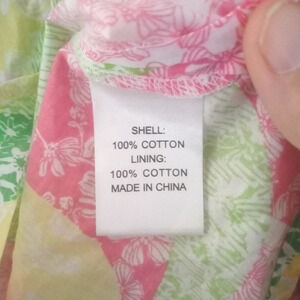 SHELL:
100% COTTON
LINING:
100% COTTON
MADE IN CHINA